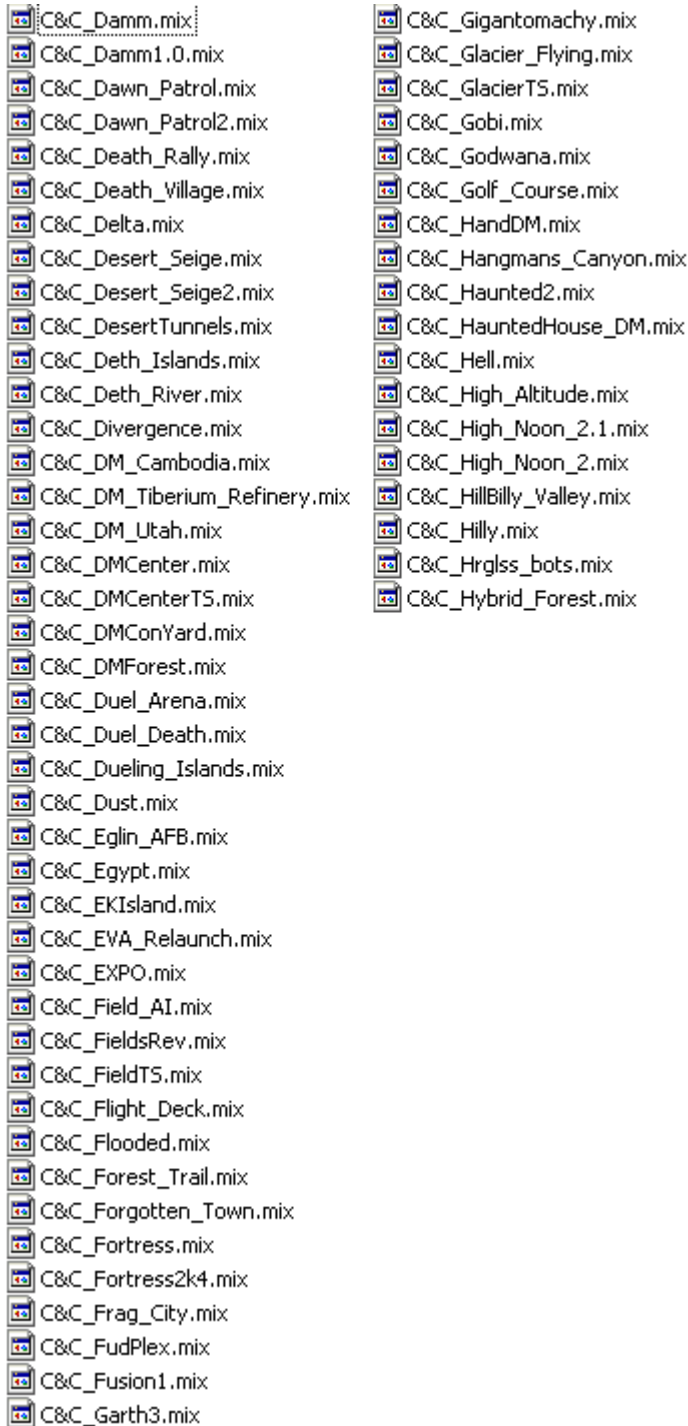 C&C_Damm.mix
C&C_Damm1.0.mix
C&C_Dawn_Patrol.mix
C&C_Dawn_Patrol2.mix
C&C_Death_Rally.mix
C&C_Death_Village.mix
C&C_Delta.mix
C&C_Desert_Seige.mix
C&C_Desert_Seige2.mix
C&C_DesertTunnels.mix
C&C_Deth_Islands.mix
C&C_Deth_River.mix
C&C_Divergence.mix
C&C_DM_Cambodia.mix
C&C_DM_Tiberium_Refinery.mix
C&C_DM_Utah.mix
C&C_DMCenter.mix
C&C_DMCenterTS.mix
C&C_DMConYard.mix
C&C_DMForest.mix
C&C_Duel_Arena.mix
C&C_Duel_Death.mix
C&C_Dueling_Islands.mix
C&C_Dust.mix
C&C_Eglin_AFB.mix
C&C_Egypt.mix
C&C_EKIsland.mix
C&C_EVA_Relaunch.mix
C&C_EXPO.mix
C&C_Field_AI.mix
C&C_FieldsRev.mix
C&C_FieldTS.mix
C&C_Flight_Deck.mix
C&C_Flooded.mix
C&C_Forest_Trail.mix
C&C_Forgotten_Town.mix
C&C_Fortress.mix
C&C_Fortress2k4.mix
C&C_Frag_City.mix
C&C_FudPlex.mix
C&C_Fusion1.mix
C&C_Garth3.mix
C&C_Gigantomachy.mix
C&C_Glacier_Flying.mix
C&C_GlacierTS.mix
C&C_Gobi.mix
C&C_Godwana.mix
C&C_Golf_Course.mix
C&C_HandDM.mix
C&C_Hangmans_Canyon.mix
C&C_Haunted2.mix
C&C_HauntedHouse_DM.mix
C&C_Hell.mix
C&C_High_Altitude.mix
C&C_High_Noon_2.1.mix
C&C_High_Noon_2.mix
C&C_HillBilly_Valley.mix
C&C_Hilly.mix
C&C_Hrglss_bots.mix
C&C_Hybrid_Forest.mix